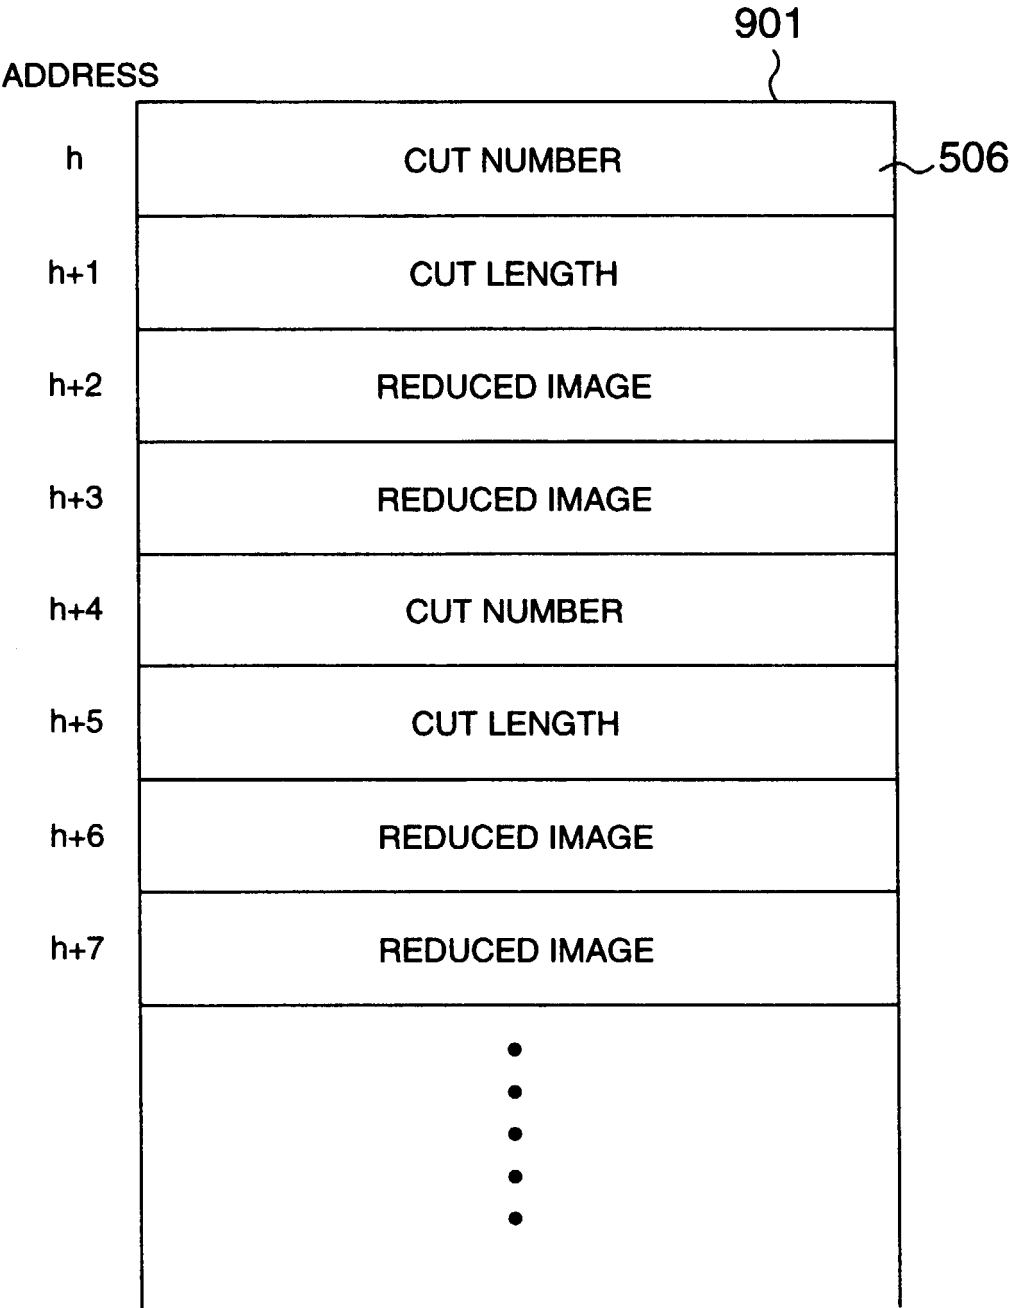 901
ADDRESS
h CUT NUMBER 506
h+1 CUT LENGTH
h+2 REDUCED IMAGE
h+3 REDUCED IMAGE
h+4 CUT NUMBER
h+5 CUT LENGTH
h+6 REDUCED IMAGE
h+7 REDUCED IMAGE